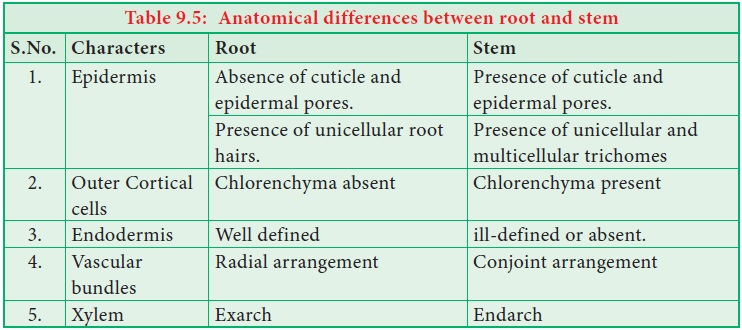 Table 9.5: Anatomical differences between root and stem
S.No. Characters Root Stem
1. Epidermis Absence of cuticle and epidermal pores. Presence of cuticle and epidermal pores.
Presence of unicellular root hairs. Presence of unicellular and multicellular trichomes
2. Outer Cortical cells Chlorenchyma absent Chlorenchyma present
3. Endodermis Well defined ill-defined or absent.
4. Vascular bundles Radial arrangement Conjoint arrangement
5. Xylem Exarch Endarch